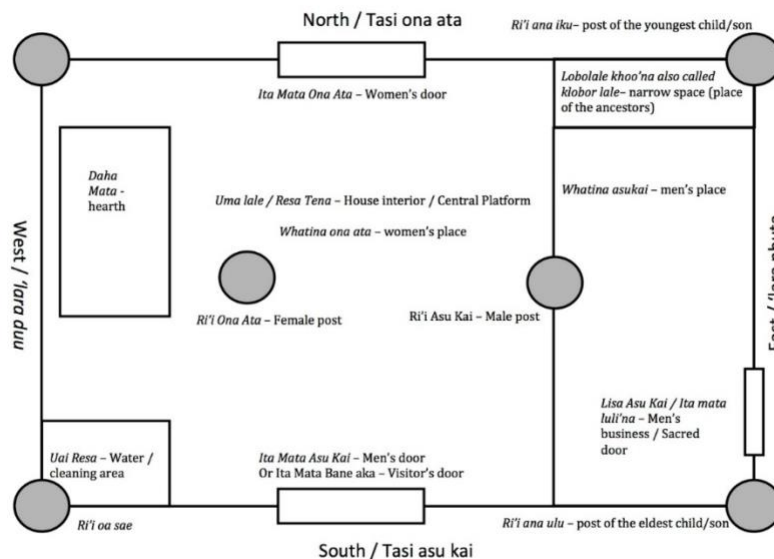 North / Tasi ona ata
Ri'i ana iku– post of the youngest child/son
Ita Mata Ona Ata – Women's door
Lobolale khoo'na also called
klobor lale– narrow space (place
of the ancestors)
Daha
Mata -
hearth
Uma lale / Resa Tena – House interior / Central Platform
Whatina asukai – men's place
Whatina ona ata – women's place
West / 'lara duu
Ri'i Ona Ata – Female post
Ri'i Asu Kai – Male post
Lisa Asu Kai / Ita mata
luli'na – Men's
business / Sacred
door
Uai Resa – Water /
cleaning area
Ita Mata Asu Kai – Men's door
Or Ita Mata Bane aka – Visitor's door
Ri'i oa sae
Ri'i ana ulu – post of the eldest child/son
South / Tasi asu kai